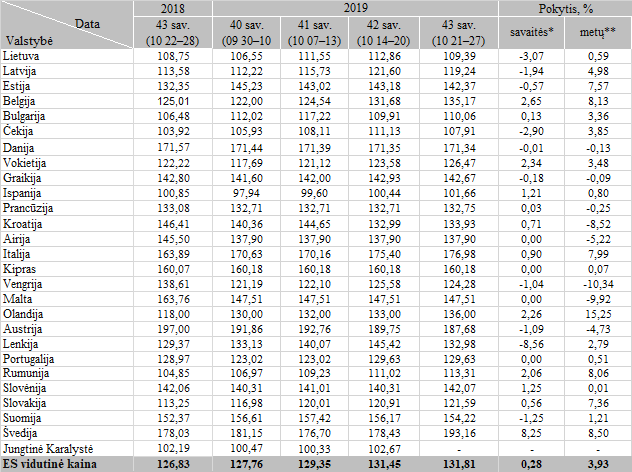 Data
Valstybė
2018
2019
Pokytis, %
43 sav. (10 22–28)
40 sav. (09 30–10
41 sav. (10 07–13)
42 sav. (10 14–20)
43 sav. (10 21–27)
savaitės*
metų**
Lietuva 108,75 106,55 111,55 112,86 109,39 -3,07 0,59
Latvija 113,58 112,22 115,73 121,60 119,24 -1,94 4,98
Estija 132,35 145,23 143,02 143,18 142,37 -0,57 7,57
Belgija 125,01 122,00 124,54 131,68 135,17 2,65 8,13
Bulgarija 106,48 112,02 117,22 109,91 110,06 0,13 3,36
Čekija 103,92 105,93 108,11 111,13 107,91 -2,90 3,85
Danija 171,57 171,44 171,39 171,35 171,34 -0,01 -0,13
Vokietija 122,22 117,69 121,12 123,58 126,47 2,34 3,48
Graikija 142,80 141,60 142,00 142,93 142,67 -0,18 -0,09
Ispanija 100,85 97,94 99,60 100,44 101,66 1,21 0,80
Prancūzija 133,08 132,71 132,71 132,71 132,75 0,03 -0,25
Kroatija 146,41 140,36 144,65 132,99 133,93 0,71 -8,52
Airija 145,50 137,90 137,90 137,90 137,90 0,00 -5,22
Italija 163,89 170,63 170,16 175,40 176,98 0,90 7,99
Kipras 160,07 160,18 160,18 160,18 160,18 0,00 0,07
Vengrija 138,61 121,19 122,10 125,58 124,28 -1,04 -10,34
Malta 163,76 147,51 147,51 147,51 147,51 0,00 -9,92
Olandija 118,00 130,00 132,00 133,00 136,00 2,26 15,25
Austrija 197,00 191,86 192,76 189,75 187,68 -1,09 -4,73
Lenkija 129,37 133,13 140,07 145,42 132,98 -8,56 2,79
Portugalija 128,97 123,02 123,02 129,63 129,63 0,00 0,51
Rumunija 104,85 106,97 109,23 111,02 113,31 2,06 8,06
Slovėnija 142,06 140,31 141,01 140,31 142,07 1,25 0,01
Slovakija 113,25 116,98 120,01 120,91 121,59 0,56 7,36
Suomija 152,37 156,61 157,42 156,17 154,22 -1,25 1,21
Švedija 178,03 181,15 176,70 178,43 193,16 8,25 8,50
Jungtinė Karalystė 102,19 100,47 100,33 102,67 - - -
ES vidutinė kaina 126,83 127,76 129,35 131,45 131,81 0,28 3,93